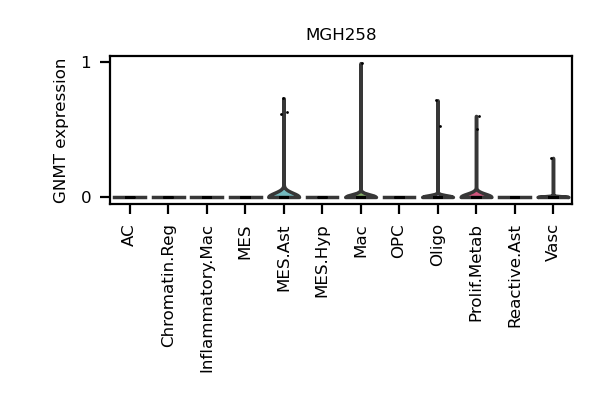 MGH258
GNMT expression
1
0
AC
Chromatin.Reg
Inflammatory.Mac
MES
MES.Ast
MES.Hyp
Mac
OPC
Oligo
Prolif.Metab
Reactive.Ast
Vasc